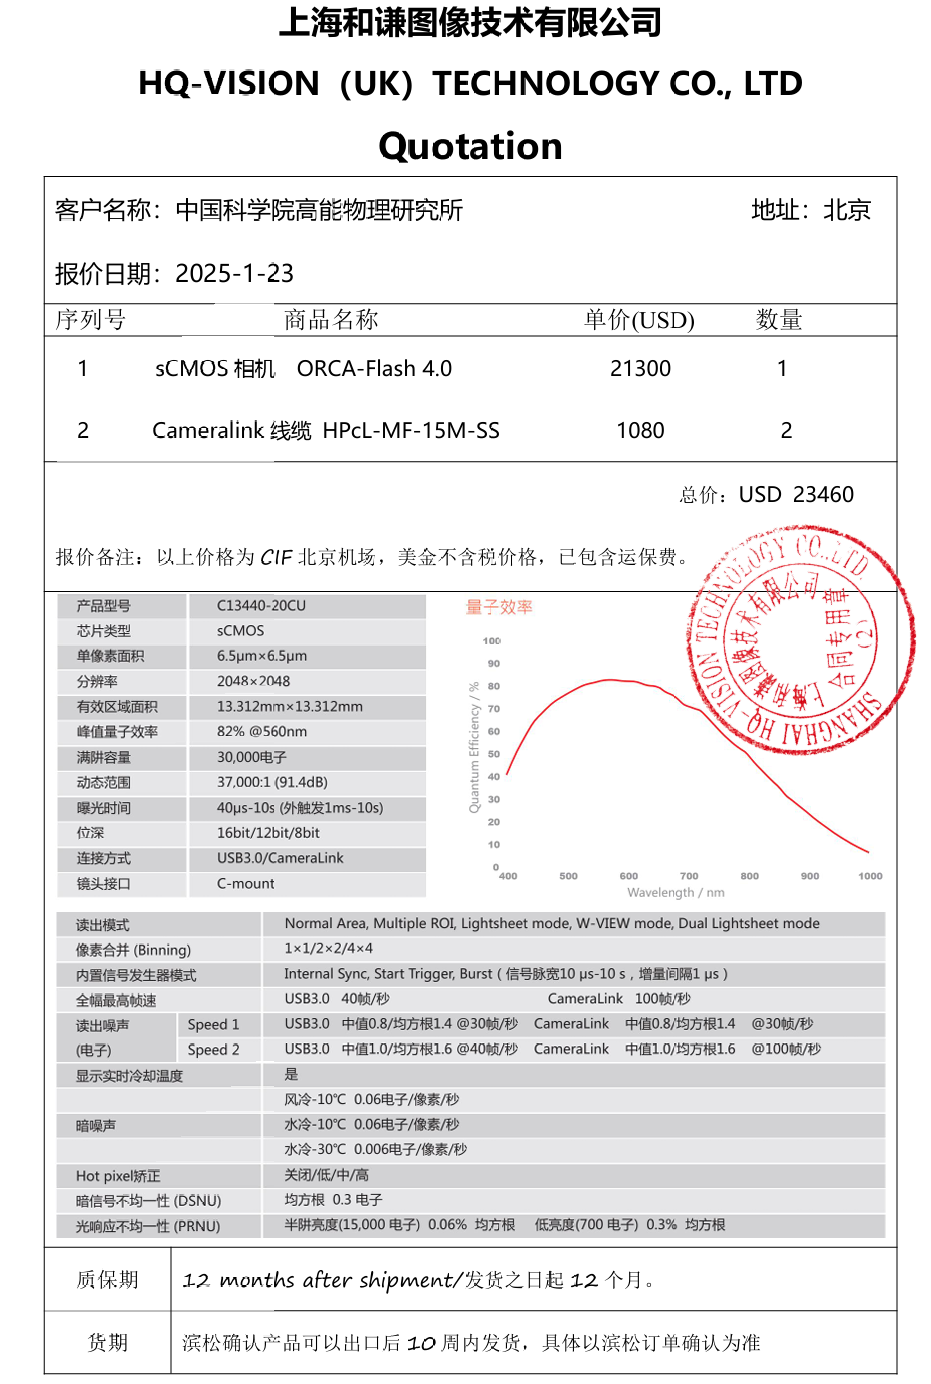 上海和谦图像技术有限公司
HQ-VISION（UK）TECHNOLOGY CO., LTD
Quotation
客户名称：中国科学院高能物理研究所 地址：北京
报价日期：2025-1-23
序列号 商品名称 单价(USD) 数量
1 sCMOS 相机 ORCA-Flash 4.0 21300 1
2 Cameralink 线缆 HPcL-MF-15M-SS 1080 2
总价：USD 23460
报价备注：以上价格为 CIF 北京机场，美金不含税价格，已包含运保费。
SHANGHAI HQ-VISION TECHNOLOGY CO.,LTD.
上海和谦图像技术有限公司
合同专用章
(2)
产品型号 C13440-20CU
芯片类型 sCMOS
单像素面积 6.5μm×6.5μm
分辨率 2048×2048
有效区域面积 13.312mm×13.312mm
峰值量子效率 82% @560nm
满阱容量 30,000电子
动态范围 37,000:1 (91.4dB)
曝光时间 40μs-10s (外触发1ms-10s)
位深 16bit/12bit/8bit
连接方式 USB3.0/CameraLink
镜头接口 C-mount
量子效率
Quantum Efficiency / %
100
90
80
70
60
50
40
30
20
10
0
400 500 600 700 800 900 1000
Wavelength / nm
读出模式 Normal Area, Multiple ROI, Lightsheet mode, W-VIEW mode, Dual Lightsheet mode
像素合并 (Binning) 1×1/2×2/4×4
内置信号发生器模式 Internal Sync, Start Trigger, Burst ( 信号脉宽10 μs-10 s，增量间隔1 μs )
全幅最高帧速 USB3.0 40帧/秒 CameraLink 100帧/秒
读出噪声 Speed 1 USB3.0 中值0.8/均方根1.4 @30帧/秒 CameraLink 中值0.8/均方根1.4 @30帧/秒
(电子) Speed 2 USB3.0 中值1.0/均方根1.6 @40帧/秒 CameraLink 中值1.0/均方根1.6 @100帧/秒
显示实时冷却温度 是
风冷-10℃ 0.06电子/像素/秒
暗噪声 水冷-10℃ 0.06电子/像素/秒
水冷-30℃ 0.006电子/像素/秒
Hot pixel矫正 关闭/低/中/高
暗信号不均一性 (DSNU) 均方根 0.3 电子
光响应不均一性 (PRNU) 半阱亮度(15,000 电子) 0.06% 均方根 低亮度(700 电子) 0.3% 均方根
质保期 12 months after shipment/发货之日起 12 个月。
货期 滨松确认产品可以出口后 10 周内发货，具体以滨松订单确认为准